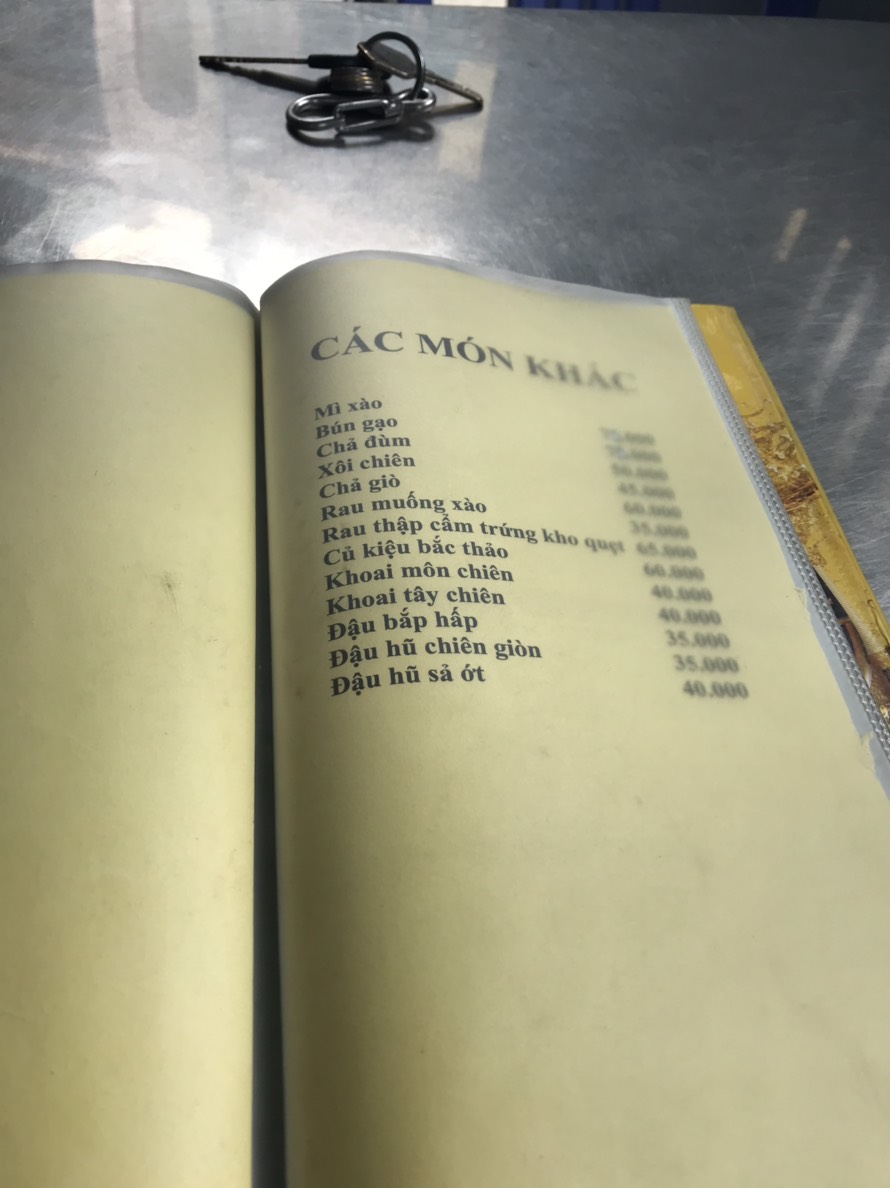 CÁC MÓN KHÁC
Mì xào
Bún gạo
Chả đùm 50.000
Xôi chiên 45.000
Chả giò 60.000
Rau muống xào 35.000
Rau thập cẩm trứng kho quẹt 65.000
Củ kiệu bắc thảo 60.000
Khoai môn chiên 40.000
Khoai tây chiên 40.000
Đậu bắp hấp 35.000
Đậu hũ chiên giòn 35.000
Đậu hũ sả ớt 40.000